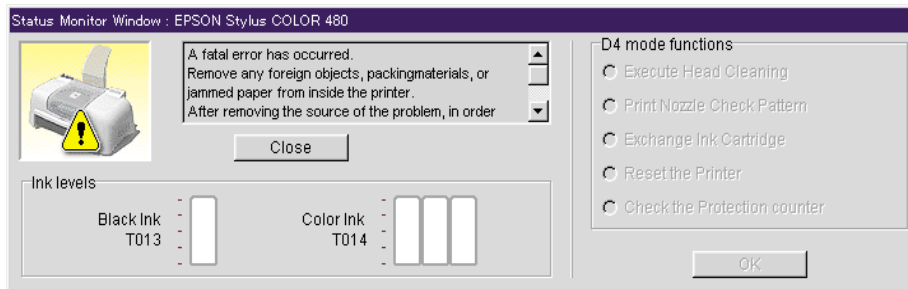 Status Monitor Window : EPSON Stylus COLOR 480
A fatal error has occurred.
Remove any foreign objects, packingmaterials, or
jammed paper from inside the printer.
After removing the source of the problem, in order
Close
Ink levels
Black Ink
T013
Color Ink
T014
D4 mode functions
Execute Head Cleaning
Print Nozzle Check Pattern
Exchange Ink Cartridge
Reset the Printer
Check the Protection counter
OK